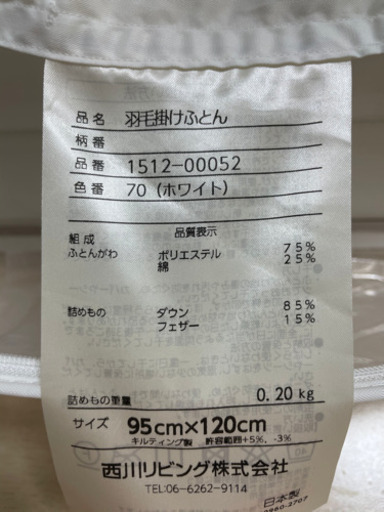 品名 羽毛掛けふとん
柄番
品番 1512-00052
色番 70 (ホワイト)
品質表示
組成
ふとんがわ ポリエステル 75%
綿 25%
詰めもの ダウン 85%
フェザー 15%
詰めもの重量 0.20kg
サイズ 95cm×120cm
キルティング製 許容範囲+5%、-3%
西川リビング株式会社
TEL:06-6262-9114
日本製
0960-2707